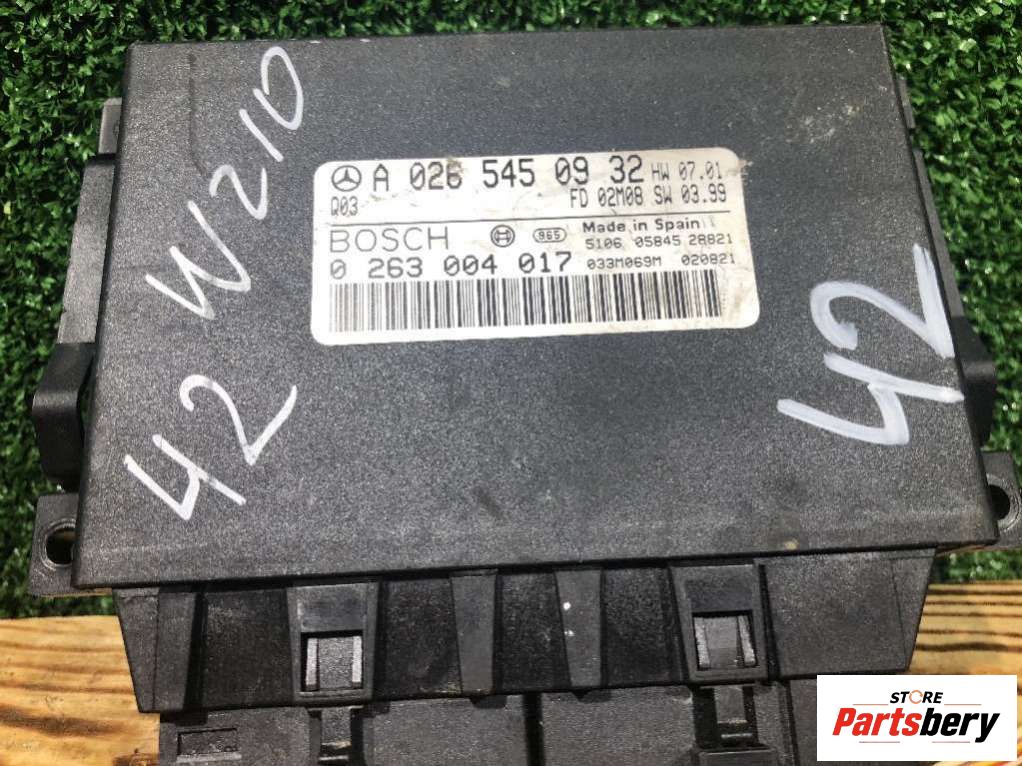 W210
42
A 026 545 09 32 HW 07.01
Q03 FD 02M08 SW 03.99
BOSCH 965 Made in Spain
5106 05845 28821
0 263 004 017 033M069M 020821
42
STORE
Partsbery